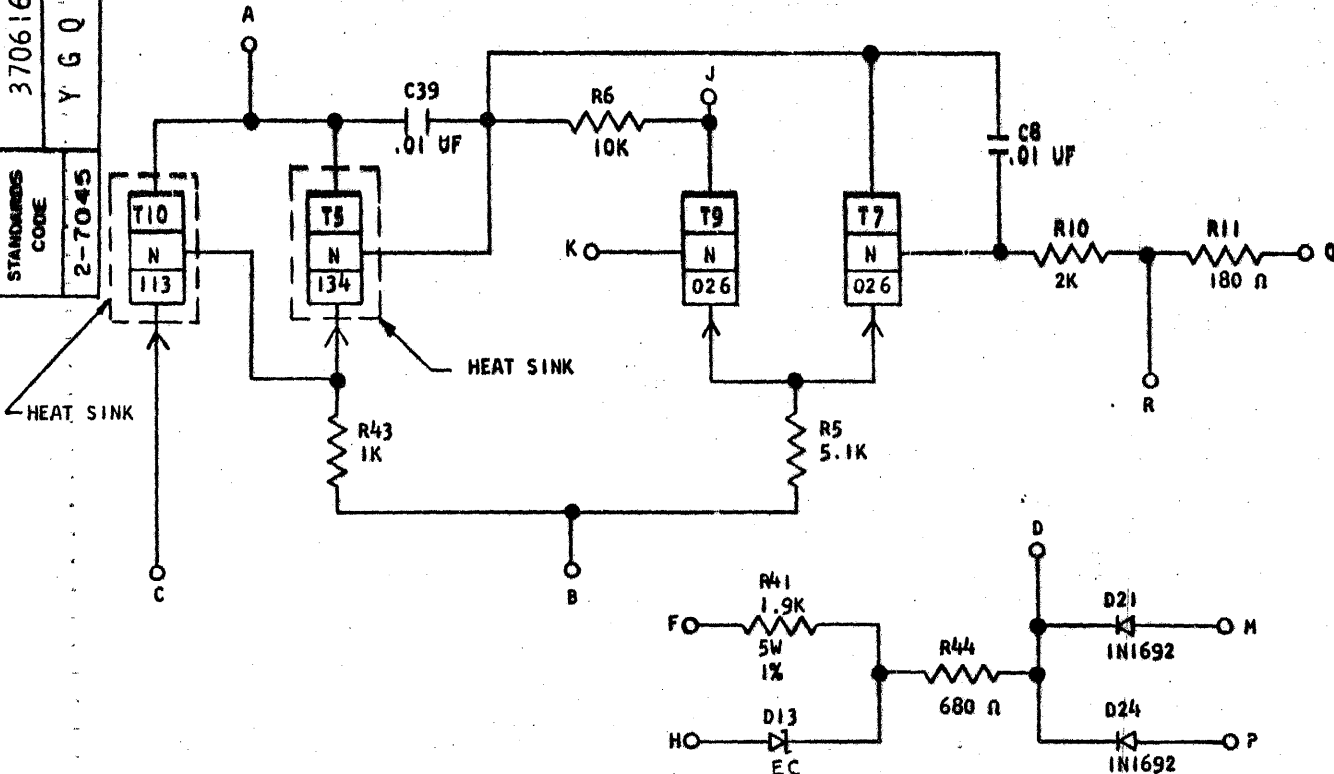 370616
Y G Q
STANDARDS
CODE
2-7045
A
C39
.01 UF
R6
10K
J
C8
.01 UF
T10
N
113
T5
N
134
K
T9
N
026
T7
N
026
R10
2K
R11
180 Ω
Q
R
HEAT SINK
HEAT SINK
R43
1K
R5
5.1K
C
B
D
R41
1.9K
F
5W
1%
D21
M
1N1692
R44
680 Ω
D13
H
EC
D24
P
1N1692